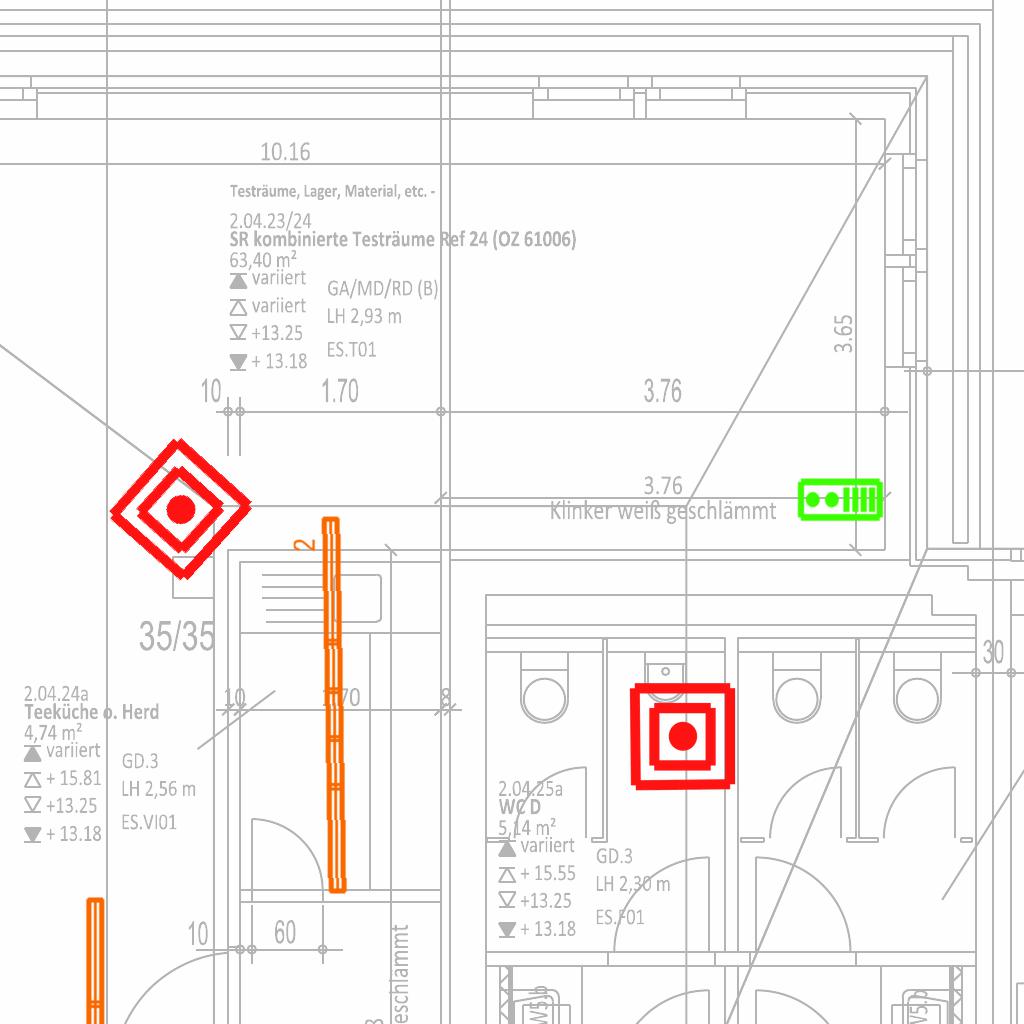 10.16
Testräume, Lager, Material, etc. -
2.04.23/24
SR kombinierte Testräume Ref 24 (OZ 61006)
63,40 m²
variiert
GA/MD/RD (B)
variiert
LH 2,93 m
+13.25
ES.T01
+ 13.18
3.65
10
1.70
3.76
3.76
Klinker weiß geschlämmt
2
35/35
30
2.04.24a
Teeküche o. Herd
4,74 m²
variiert
GD.3
+ 15.81
LH 2,56 m
+13.25
ES.VI01
+ 13.18
10
70
8
2.04.25a
WC D
5,14 m²
variiert
GD.3
+ 15.55
LH 2,30 m
+13.25
ES.F01
+ 13.18
10
60
eschlämmt
W5.b
W5.b